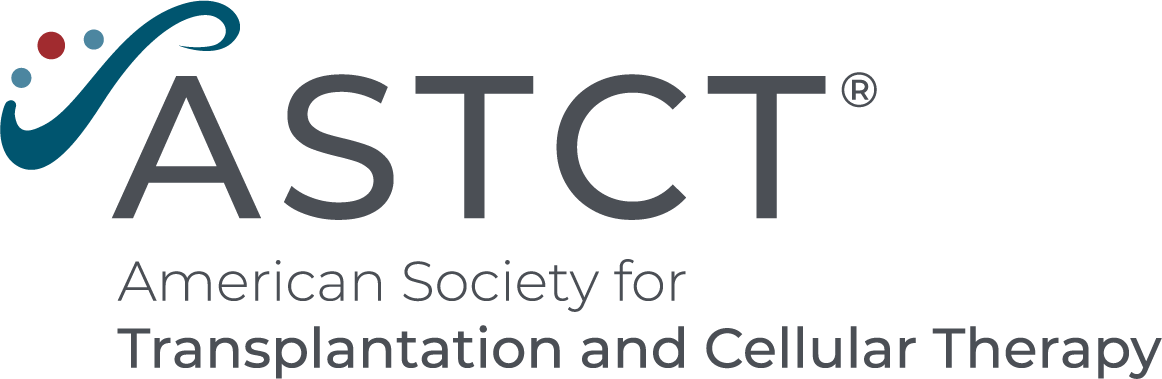 ASTCT®
American Society for
Transplantation and Cellular Therapy